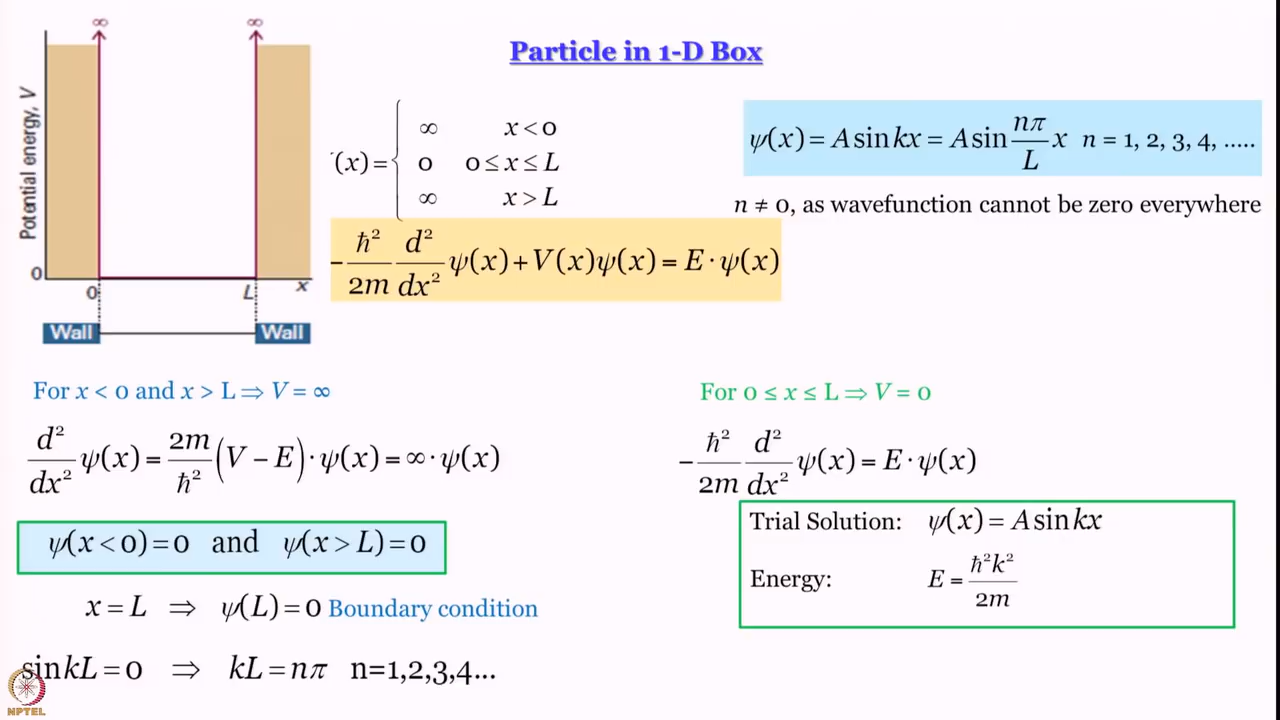 Particle in 1-D Box
∞ ∞
Potential energy, V
0
0 L x
Wall Wall
(x) = { ∞ x < 0
0 0 ≤ x ≤ L
∞ x > L
−ħ²/2m d²/dx² ψ(x) + V(x)ψ(x) = E · ψ(x)
ψ(x) = A sin kx = A sin nπ/L x n = 1, 2, 3, 4, .....
n ≠ 0, as wavefunction cannot be zero everywhere
For x < 0 and x > L ⇒ V = ∞
d²/dx² ψ(x) = 2m/ħ² (V − E) · ψ(x) = ∞ · ψ(x)
ψ(x < 0) = 0 and ψ(x > L) = 0
x = L ⇒ ψ(L) = 0 Boundary condition
sin kL = 0 ⇒ kL = nπ n=1,2,3,4...
For 0 ≤ x ≤ L ⇒ V = 0
−ħ²/2m d²/dx² ψ(x) = E · ψ(x)
Trial Solution: ψ(x) = A sin kx
Energy: E = ħ²k²/2m
NPTEL